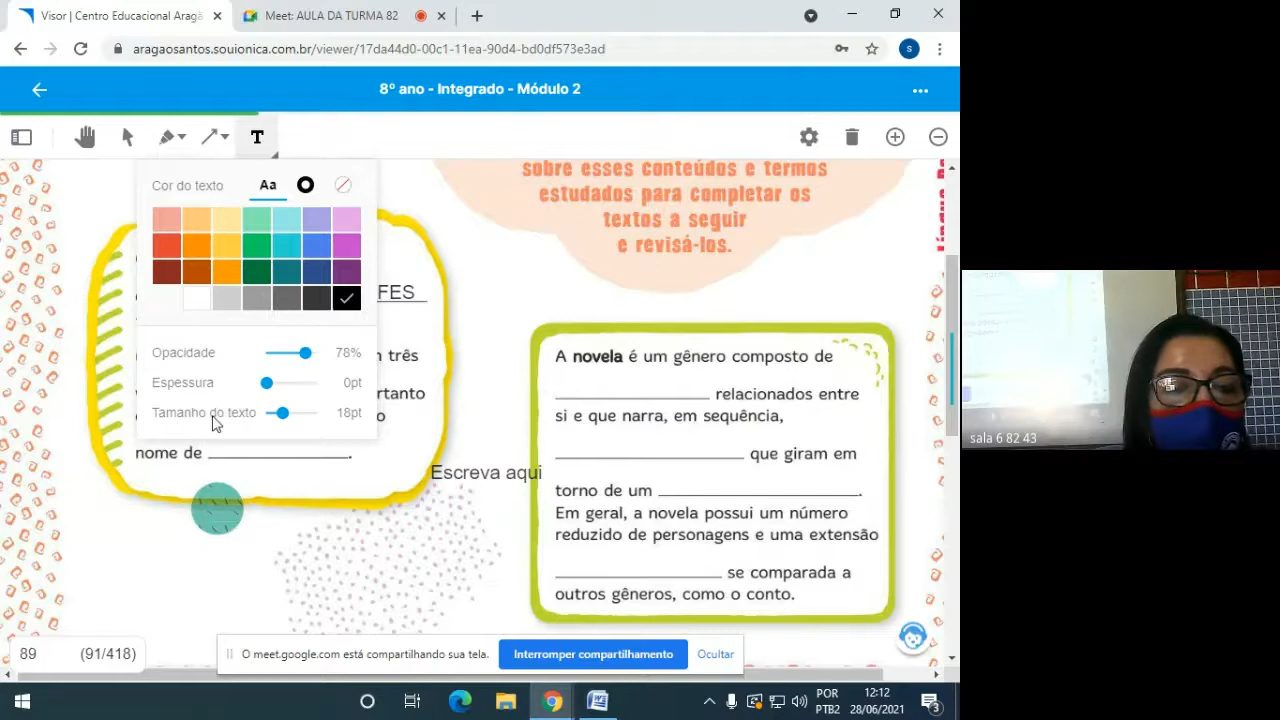 Visor | Centro Educacional Aragã
Meet: AULA DA TURMA 82
aragaosantos.souionica.com.br/viewer/17da44d0-00c1-11ea-90d4-bd0df573e3ad
s
8º ano - Integrado - Módulo 2
T
Cor do texto Aa
Opacidade 78%
Espessura 0pt
Tamanho do texto 18pt
sobre esses conteúdos e termos
estudados para completar os
textos a seguir
e revisá-los.
FES
três
rtanto
o
nome de ____________.
Escreva aqui
A novela é um gênero composto de
____________ relacionados entre
si e que narra, em sequência,
____________ que giram em
torno de um ____________.
Em geral, a novela possui um número
reduzido de personagens e uma extensão
____________ se comparada a
outros gêneros, como o conto.
sala 6 82 43
89 (91/418)
O meet.google.com está compartilhando sua tela.
Interromper compartilhamento
Ocultar
POR
PTB2
12:12
28/06/2021
3